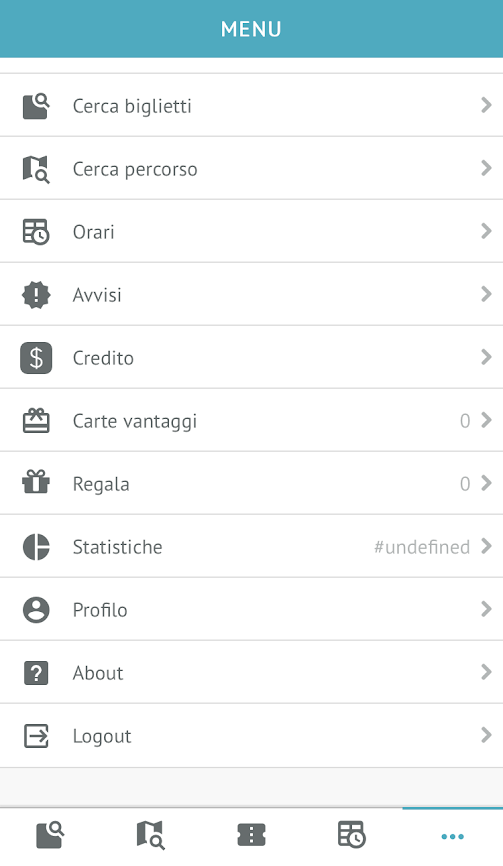 MENU
Cerca biglietti
Cerca percorso
Orari
Avvisi
Credito
Carte vantaggi 0
Regala 0
Statistiche #undefined
Profilo
About
Logout